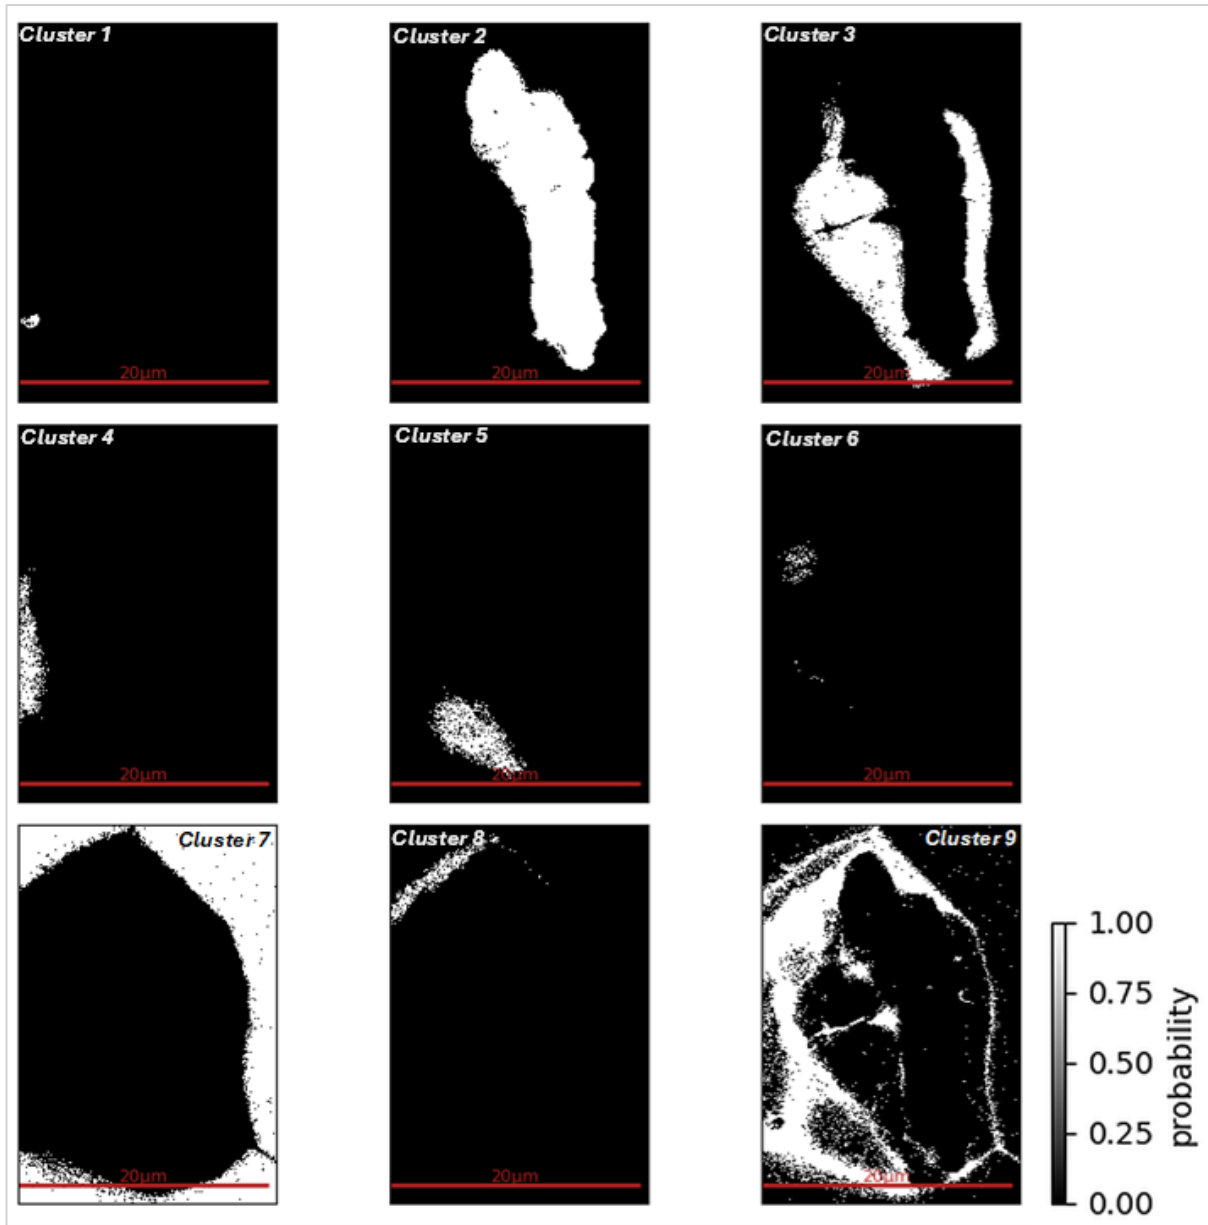 Cluster 1
Cluster 2
Cluster 3
20µm
20µm
20µm
Cluster 4
Cluster 5
Cluster 6
20µm
20µm
20µm
Cluster 7
Cluster 8
Cluster 9
20µm
20µm
20µm
1.00
0.75
0.50
0.25
0.00
probability